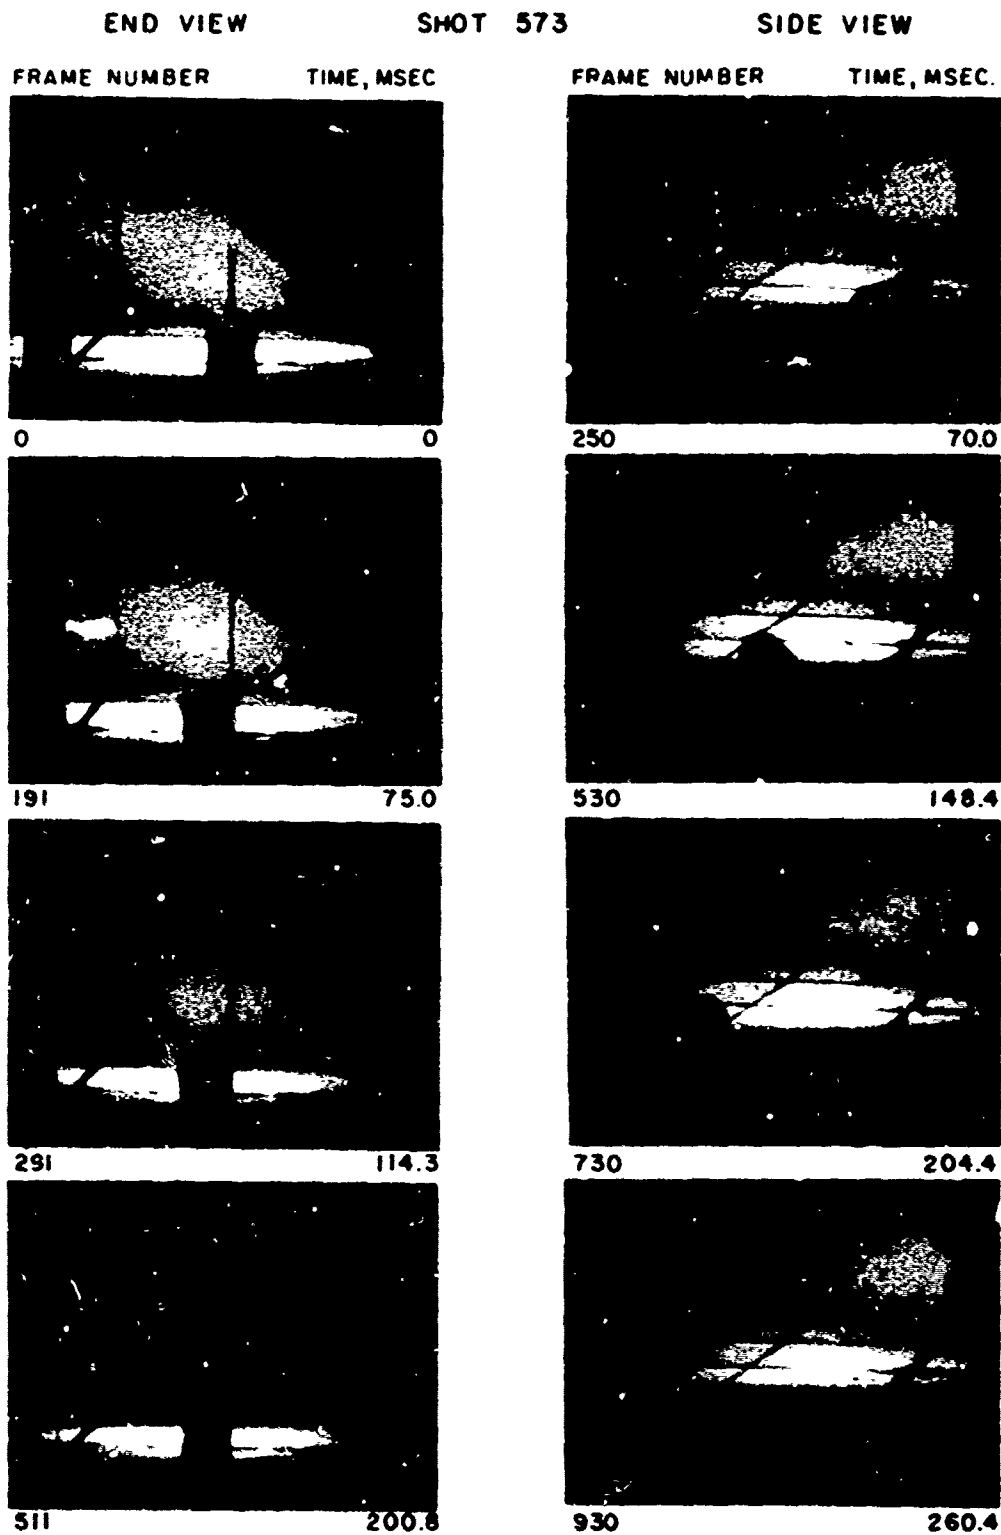 END VIEW SHOT 573 SIDE VIEW
FRAME NUMBER TIME, MSEC FRAME NUMBER TIME, MSEC.
0 0 250 70.0
191 75.0 530 148.4
291 114.3 730 204.4
511 200.8 930 260.4